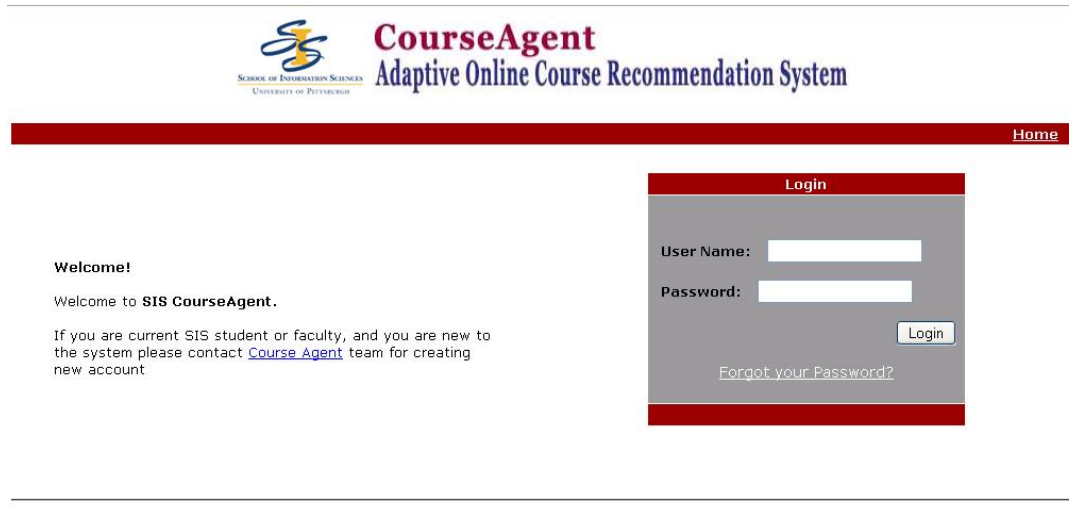 SIS
SCHOOL OF INFORMATION SCIENCES
UNIVERSITY OF PITTSBURGH
CourseAgent
Adaptive Online Course Recommendation System
Home
Login
User Name:
Password:
Login
Forgot your Password?
Welcome!
Welcome to SIS CourseAgent.
If you are current SIS student or faculty, and you are new to
the system please contact Course Agent team for creating
new account